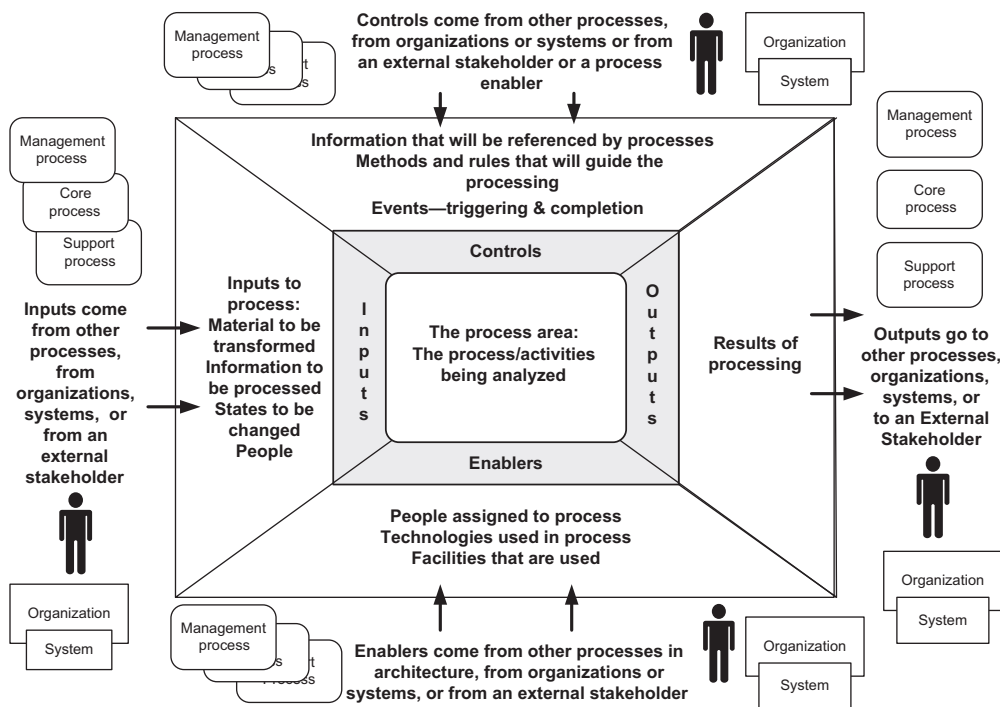 Management
process
s
rt
ss
Controls come from other processes,
from organizations or systems or from
an external stakeholder or a process
enabler
Organization
System
Management
process
Core
process
Support
process
Inputs come
from other
processes,
from
organizations,
systems, or
from an
external
stakeholder
Organization
System
Information that will be referenced by processes
Methods and rules that will guide the
processing
Events—triggering & completion
Controls
Inputs to
process:
Material to be
transformed
Information to
be processed
States to be
changed
People
Inputs
The process area:
The process/activities
being analyzed
Outputs
Enablers
Results of
processing
People assigned to process
Technologies used in process
Facilities that are used
Management
process
Core
process
Support
process
Outputs go to
other processes,
organizations,
systems, or
to an External
Stakeholder
Organization
System
Management
process
s
rt
Process
Enablers come from other processes in
architecture, from organizations or
systems, or from an external stakeholder
Organization
System